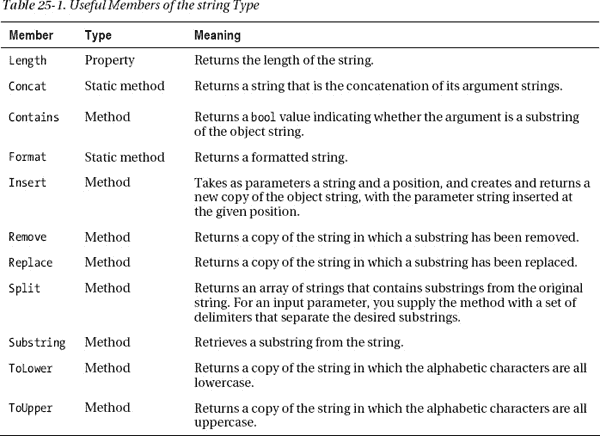 Table 25-1. Useful Members of the string Type
Member Type Meaning
Length Property Returns the length of the string.
Concat Static method Returns a string that is the concatenation of its argument strings.
Contains Method Returns a bool value indicating whether the argument is a substring
of the object string.
Format Static method Returns a formatted string.
Insert Method Takes as parameters a string and a position, and creates and returns a
new copy of the object string, with the parameter string inserted at
the given position.
Remove Method Returns a copy of the string in which a substring has been removed.
Replace Method Returns a copy of the string in which a substring has been replaced.
Split Method Returns an array of strings that contains substrings from the original
string. For an input parameter, you supply the method with a set of
delimiters that separate the desired substrings.
Substring Method Retrieves a substring from the string.
ToLower Method Returns a copy of the string in which the alphabetic characters are all
lowercase.
ToUpper Method Returns a copy of the string in which the alphabetic characters are all
uppercase.